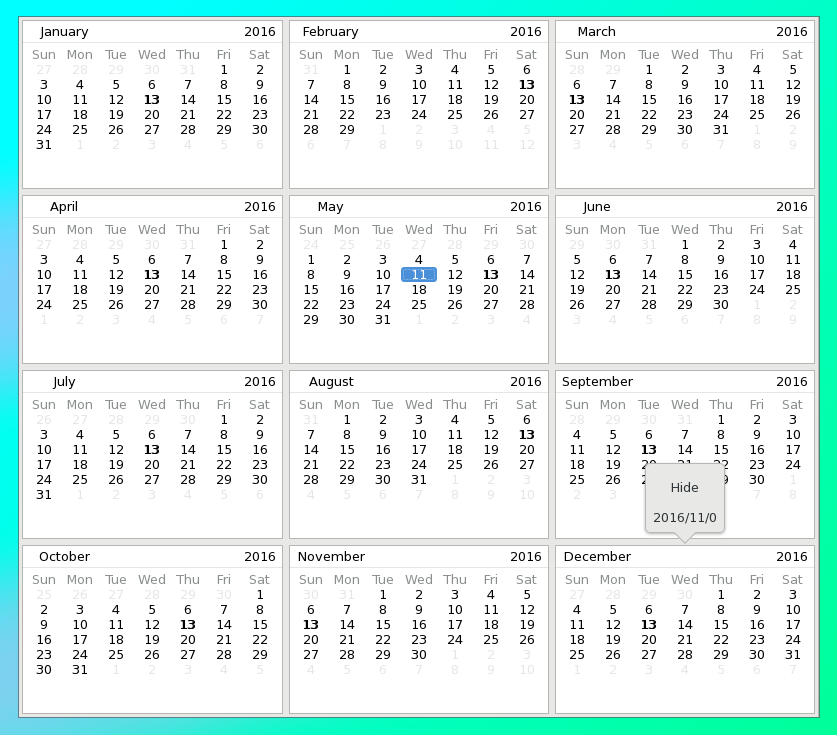 January 2016
Sun Mon Tue Wed Thu Fri Sat
27 28 29 30 31 1 2
3 4 5 6 7 8 9
10 11 12 13 14 15 16
17 18 19 20 21 22 23
24 25 26 27 28 29 30
31 1 2 3 4 5 6
February 2016
Sun Mon Tue Wed Thu Fri Sat
31 1 2 3 4 5 6
7 8 9 10 11 12 13
14 15 16 17 18 19 20
21 22 23 24 25 26 27
28 29 1 2 3 4 5
6 7 8 9 10 11 12
March 2016
Sun Mon Tue Wed Thu Fri Sat
28 29 1 2 3 4 5
6 7 8 9 10 11 12
13 14 15 16 17 18 19
20 21 22 23 24 25 26
27 28 29 30 31 1 2
3 4 5 6 7 8 9
April 2016
Sun Mon Tue Wed Thu Fri Sat
27 28 29 30 31 1 2
3 4 5 6 7 8 9
10 11 12 13 14 15 16
17 18 19 20 21 22 23
24 25 26 27 28 29 30
1 2 3 4 5 6 7
May 2016
Sun Mon Tue Wed Thu Fri Sat
24 25 26 27 28 29 30
1 2 3 4 5 6 7
8 9 10 11 12 13 14
15 16 17 18 19 20 21
22 23 24 25 26 27 28
29 30 31 1 2 3 4
June 2016
Sun Mon Tue Wed Thu Fri Sat
29 30 31 1 2 3 4
5 6 7 8 9 10 11
12 13 14 15 16 17 18
19 20 21 22 23 24 25
26 27 28 29 30 1 2
3 4 5 6 7 8 9
July 2016
Sun Mon Tue Wed Thu Fri Sat
26 27 28 29 30 1 2
3 4 5 6 7 8 9
10 11 12 13 14 15 16
17 18 19 20 21 22 23
24 25 26 27 28 29 30
31 1 2 3 4 5 6
August 2016
Sun Mon Tue Wed Thu Fri Sat
31 1 2 3 4 5 6
7 8 9 10 11 12 13
14 15 16 17 18 19 20
21 22 23 24 25 26 27
28 29 30 31 1 2 3
4 5 6 7 8 9 10
September 2016
Sun Mon Tue Wed Thu Fri Sat
28 29 30 31 1 2 3
4 5 6 7 8 9 10
11 12 13 14 15 16 17
18 19 20 21 22 23 24
25 26 30 1
2 3 7 8
Hide
2016/11/0
October 2016
Sun Mon Tue Wed Thu Fri Sat
25 26 27 28 29 30 1
2 3 4 5 6 7 8
9 10 11 12 13 14 15
16 17 18 19 20 21 22
23 24 25 26 27 28 29
30 31 1 2 3 4 5
November 2016
Sun Mon Tue Wed Thu Fri Sat
30 31 1 2 3 4 5
6 7 8 9 10 11 12
13 14 15 16 17 18 19
20 21 22 23 24 25 26
27 28 29 30 1 2 3
4 5 6 7 8 9 10
December 2016
Sun Mon Tue Wed Thu Fri Sat
27 28 29 30 1 2 3
4 5 6 7 8 9 10
11 12 13 14 15 16 17
18 19 20 21 22 23 24
25 26 27 28 29 30 31
1 2 3 4 5 6 7